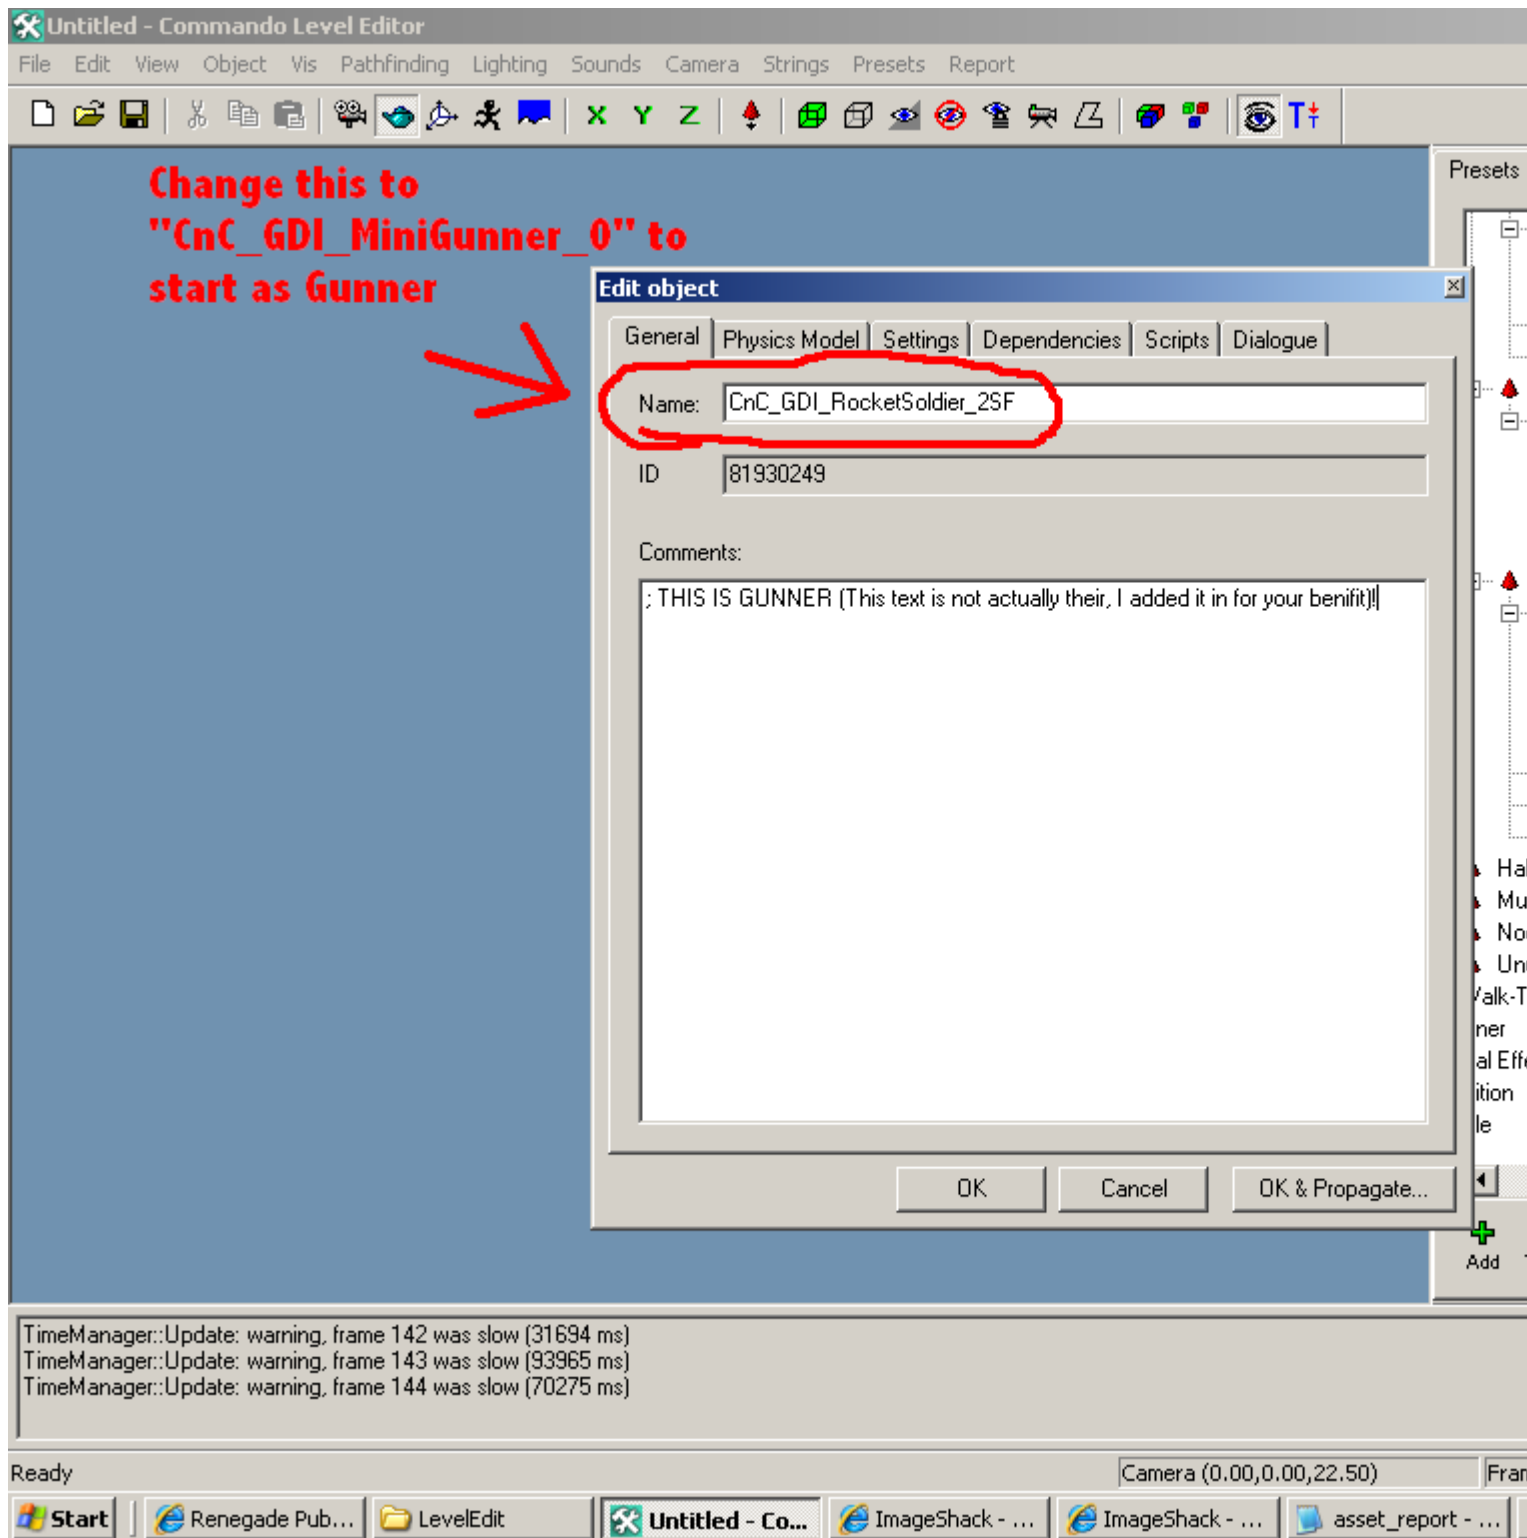 Untitled - Commando Level Editor
File Edit View Object Vis Pathfinding Lighting Sounds Camera Strings Presets Report
X Y Z T
Change this to
"CnC_GDI_MiniGunner_0" to
start as Gunner
Presets
Edit object
General Physics Model Settings Dependencies Scripts Dialogue
Name: CnC_GDI_RocketSoldier_2SF
ID 81930249
Comments:
; THIS IS GUNNER (This text is not actually their, I added it in for your benifit)!
OK Cancel OK & Propagate...
Add
TimeManager::Update: warning, frame 142 was slow (31694 ms)
TimeManager::Update: warning, frame 143 was slow (93965 ms)
TimeManager::Update: warning, frame 144 was slow (70275 ms)
Ready Camera (0.00,0.00,22.50) Fram
Start Renegade Pub... LevelEdit Untitled - Co... ImageShack - ... ImageShack - ... asset_report - ...